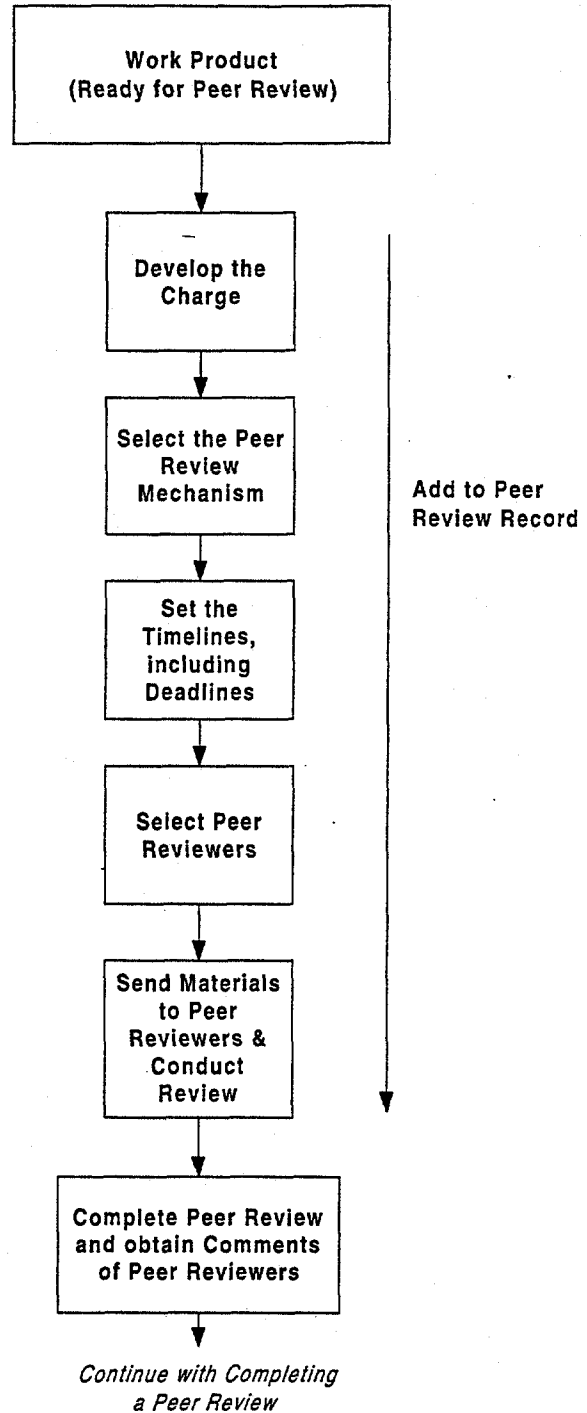 Work Product
(Ready for Peer Review)
Develop the
Charge
Select the Peer
Review
Mechanism
Add to Peer
Review Record
Set the
Timelines,
including
Deadlines
Select Peer
Reviewers
Send Materials
to Peer
Reviewers &
Conduct
Review
Complete Peer Review
and obtain Comments
of Peer Reviewers
Continue with Completing
a Peer Review